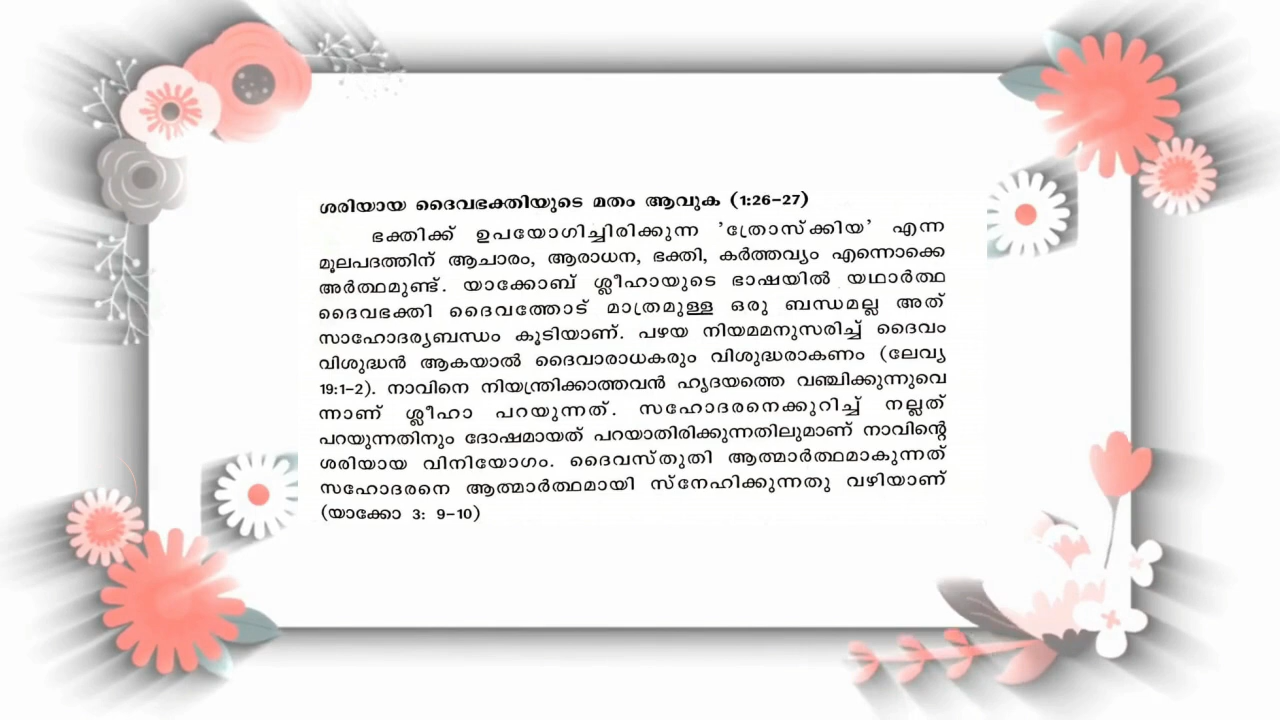 ശരിയായ ദൈവഭക്തിയുടെ മതം ആവുക (1:26-27)
ഭക്തിക്ക് ഉപയോഗിച്ചിരിക്കുന്ന 'ത്രോസ്ക്കിയ' എന്ന
മൂലപദത്തിന് ആചാരം, ആരാധന, ഭക്തി, കർത്തവ്യം എന്നൊക്കെ
അർത്ഥമുണ്ട്. യാക്കോബ് ശ്ലീഹായുടെ ഭാഷയിൽ യഥാർത്ഥ
ദൈവഭക്തി ദൈവത്തോട് മാത്രമുള്ള ഒരു ബന്ധമല്ല അത്
സാഹോദര്യബന്ധം കൂടിയാണ്. പഴയ നിയമമനുസരിച്ച് ദൈവം
വിശുദ്ധൻ ആകയാൽ ദൈവാരാധകരും വിശുദ്ധരാകണം (ലേവ്യ
19:1-2). നാവിനെ നിയന്ത്രിക്കാത്തവൻ ഹൃദയത്തെ വഞ്ചിക്കുന്നുവെ
ന്നാണ് ശ്ലീഹാ പറയുന്നത്. സഹോദരനെക്കുറിച്ച് നല്ലത്
പറയുന്നതിനും ദോഷമായത് പറയാതിരിക്കുന്നതിലുമാണ് നാവിന്റെ
ശരിയായ വിനിയോഗം. ദൈവസ്തുതി ആത്മാർത്ഥമാകുന്നത്
സഹോദരനെ ആത്മാർത്ഥമായി സ്നേഹിക്കുന്നതു വഴിയാണ്
(യാക്കോ 3: 9-10)